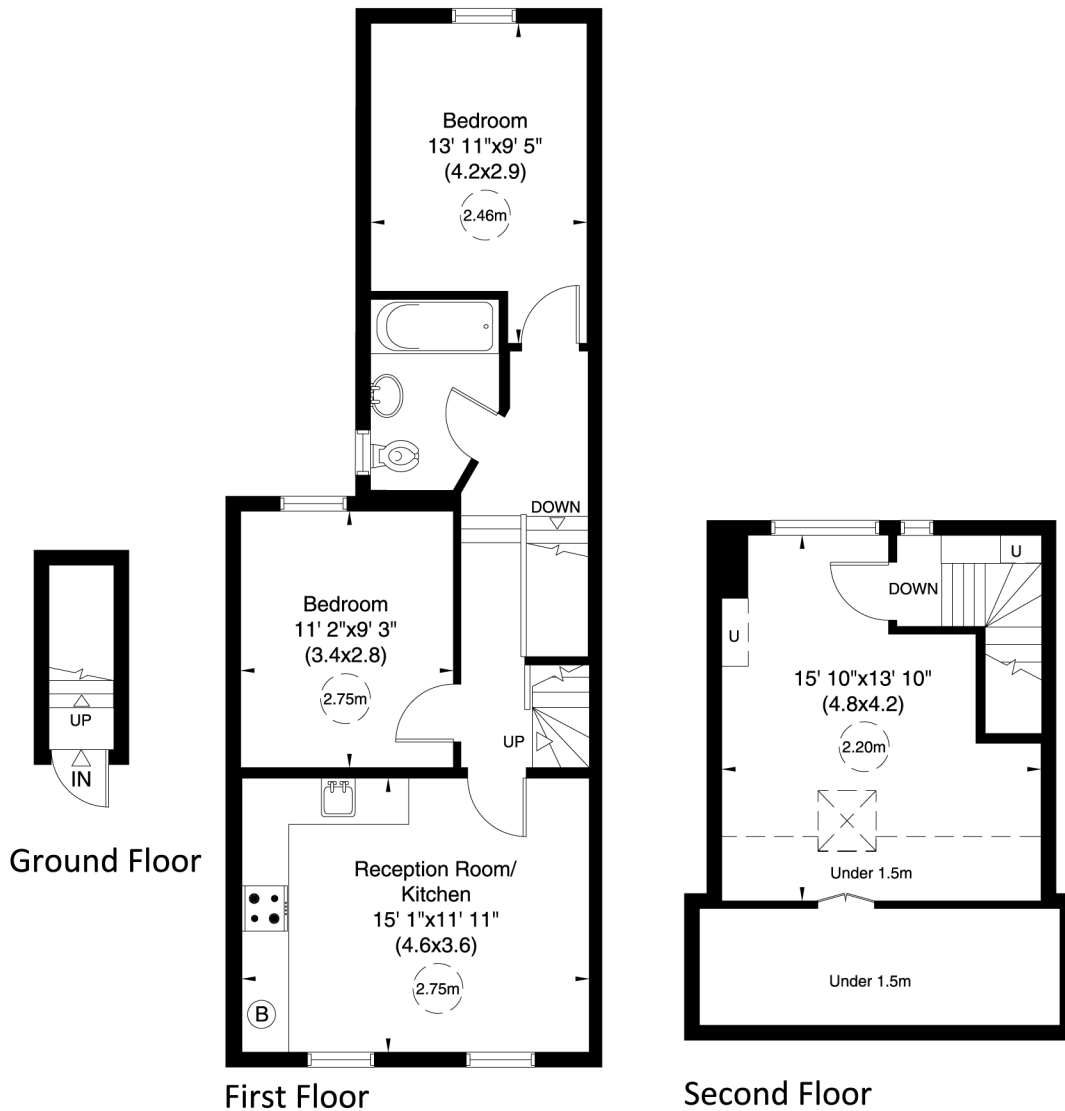 Bedroom
13' 11"x9' 5"
(4.2x2.9)
2.46m
DOWN
Bedroom
11' 2"x9' 3"
(3.4x2.8)
2.75m
UP
Reception Room/
Kitchen
15' 1"x11' 11"
(4.6x3.6)
2.75m
B
First Floor
UP
IN
Ground Floor
U
DOWN
U
15' 10"x13' 10"
(4.8x4.2)
2.20m
Under 1.5m
Under 1.5m
Second Floor